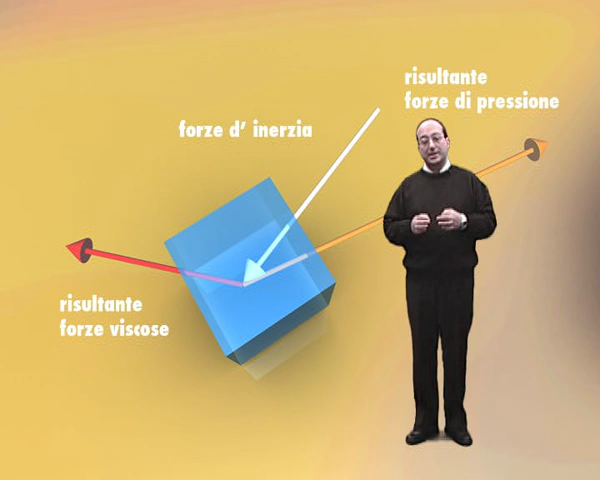 risultante
forze di pressione
forze d' inerzia
risultante
forze viscose